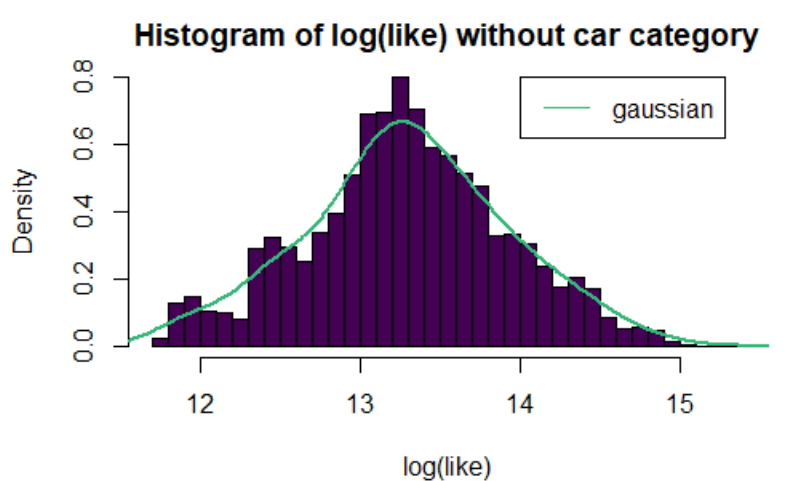 Histogram of log(like) without car category
gaussian
Density
0.8
0.6
0.4
0.2
0.0
12 13 14 15
log(like)